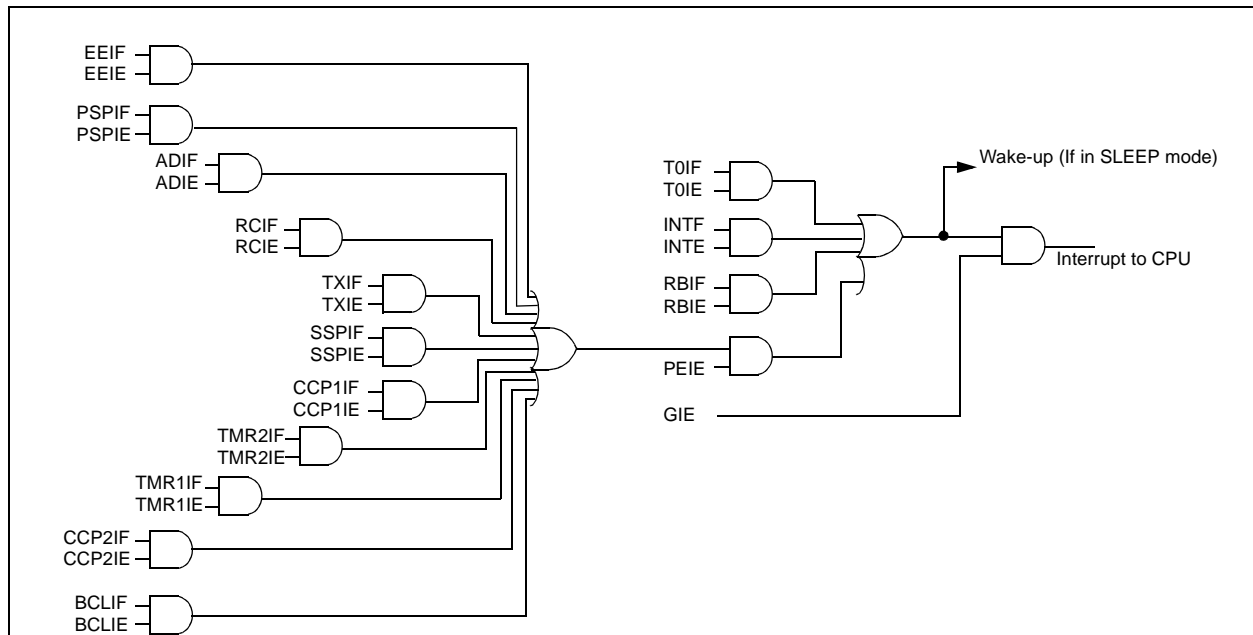 EEIF
EEIE
PSPIF
PSPIE
ADIF
ADIE
RCIF
RCIE
TXIF
TXIE
SSPIF
SSPIE
CCP1IF
CCP1IE
TMR2IF
TMR2IE
TMR1IF
TMR1IE
CCP2IF
CCP2IE
BCLIF
BCLIE
T0IF
T0IE
INTF
INTE
RBIF
RBIE
PEIE
GIE
Wake-up (If in SLEEP mode)
Interrupt to CPU